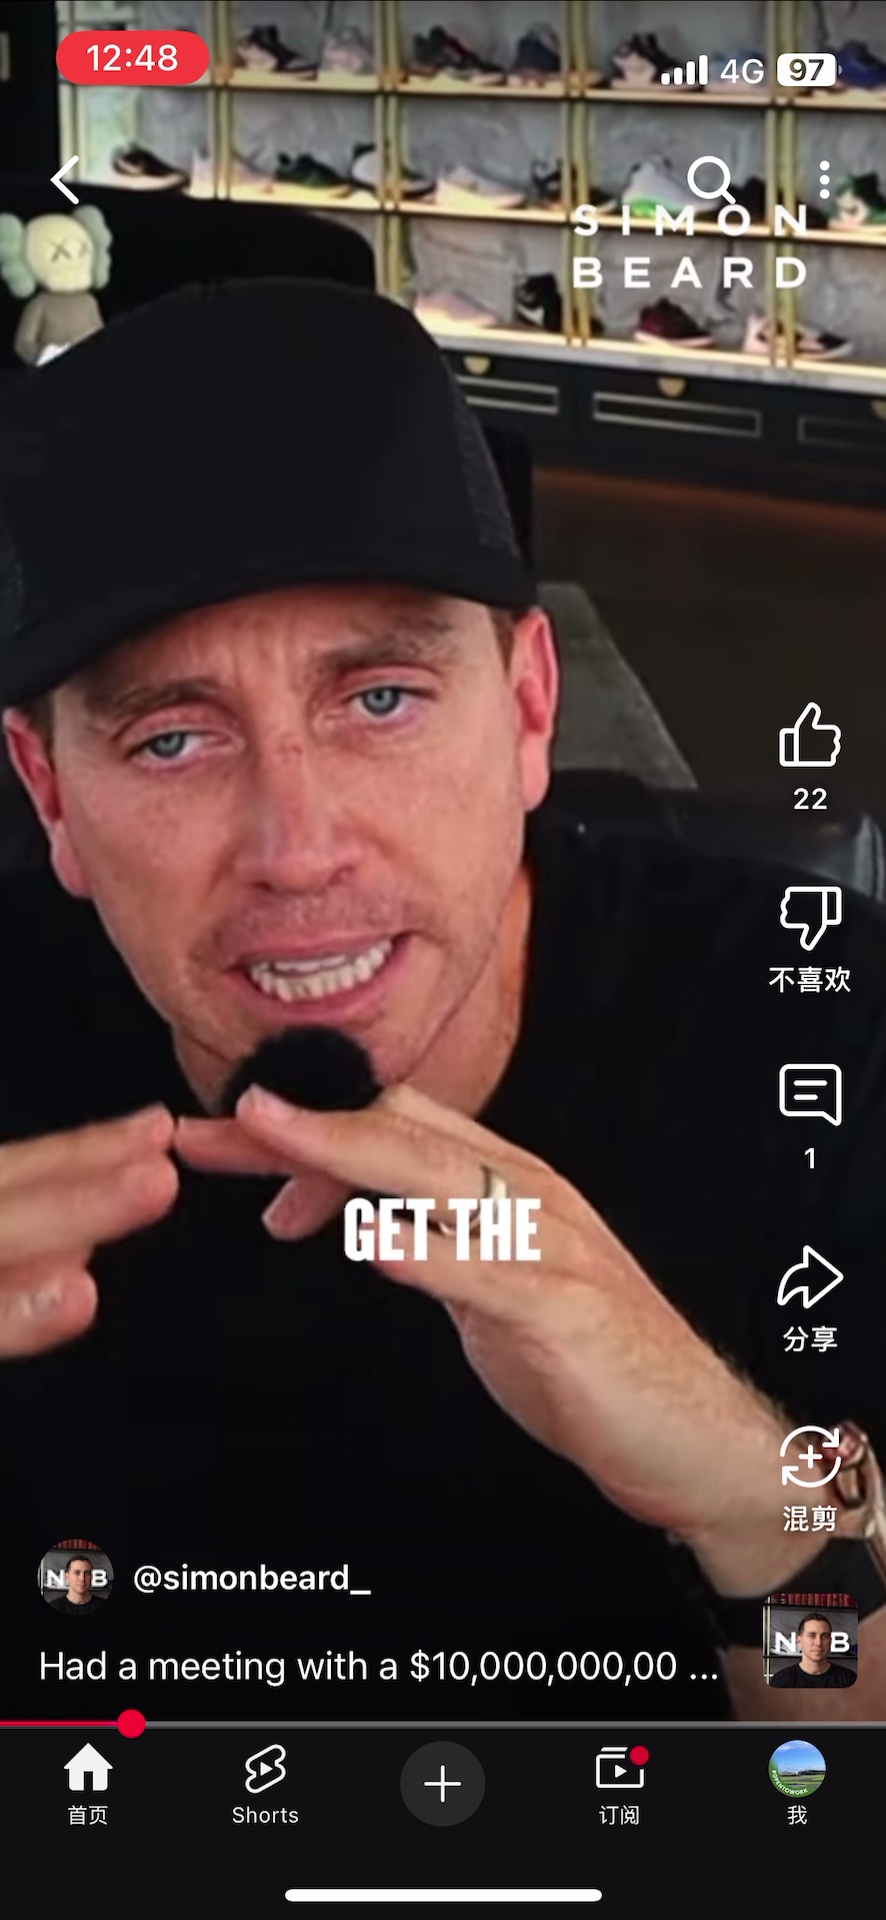 12:48
4G
97
SIMON
BEARD
22
不喜欢
1
GET THE
分享
混剪
N B
@simonbeard_
Had a meeting with a $10,000,000,00 ...
N B
首页
Shorts
订阅
#OPENTOWORK
我